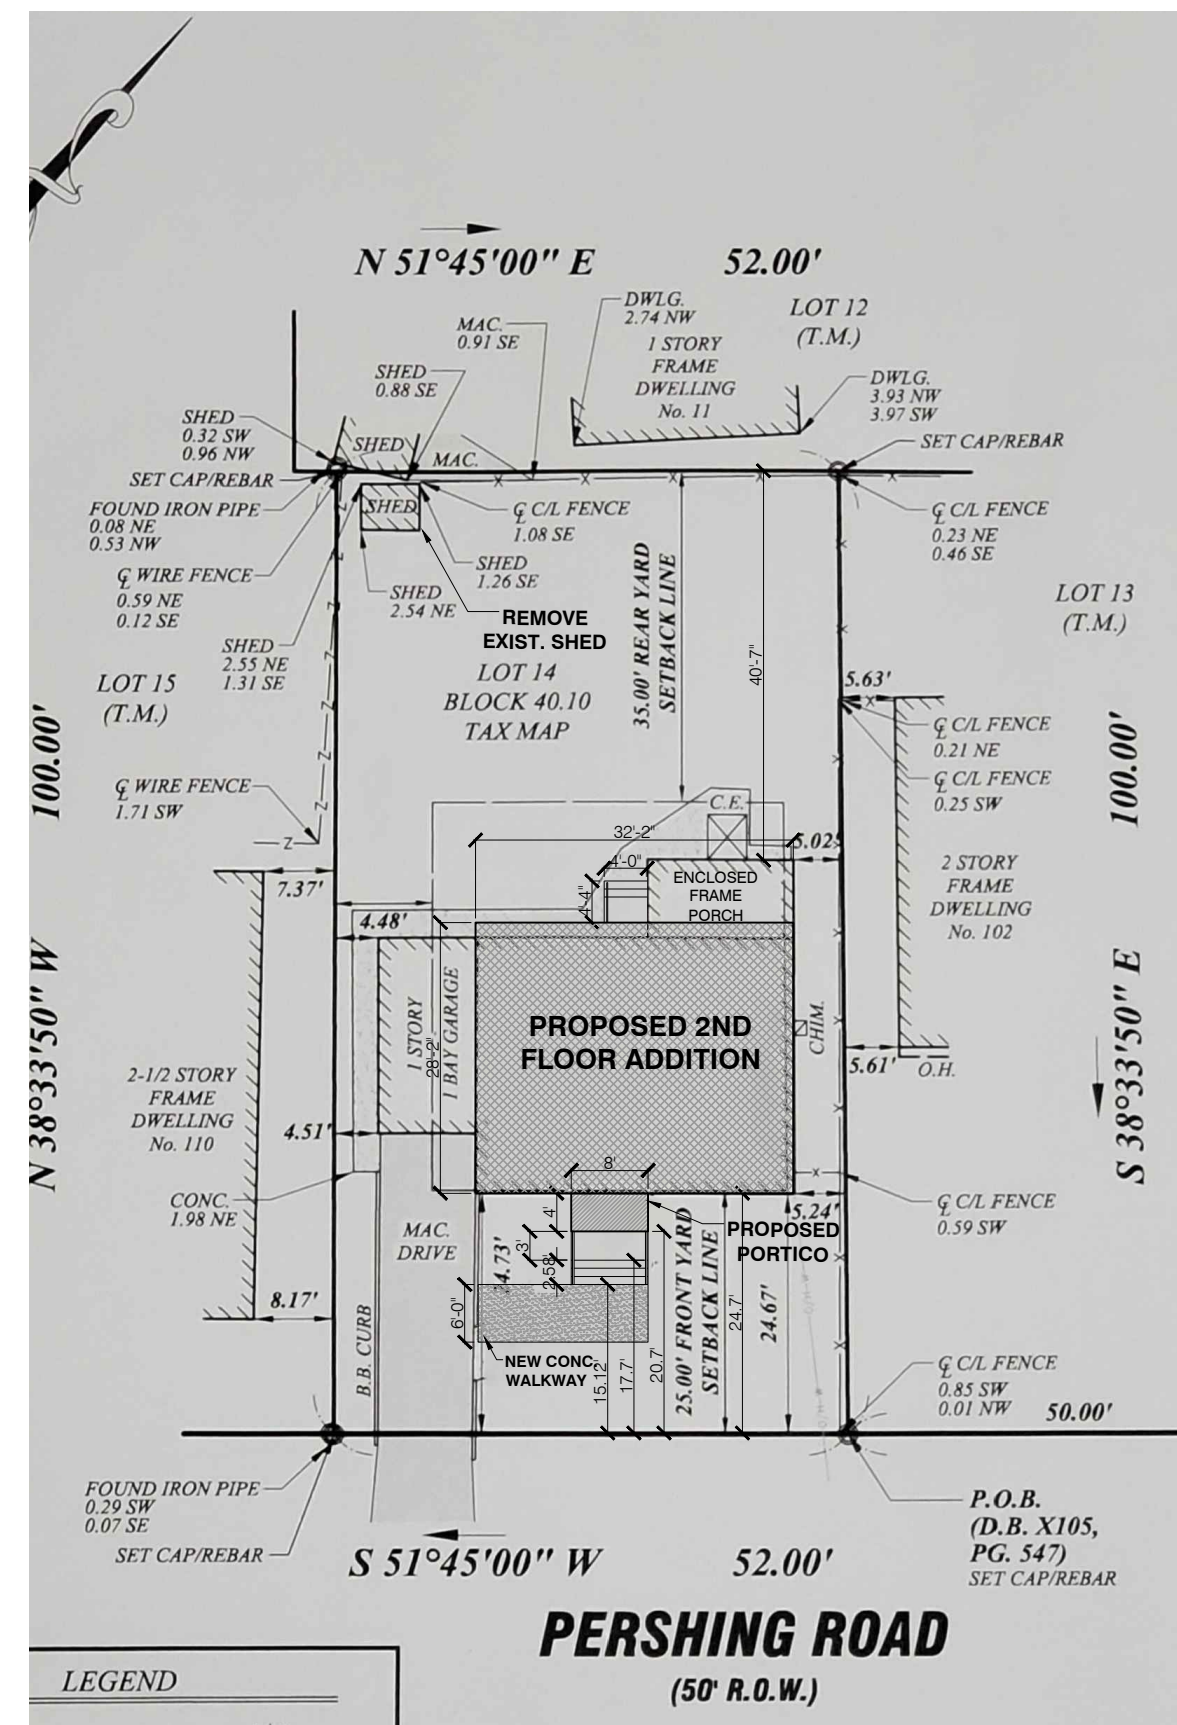 N 51°45'00" E 52.00'
DWLG.
2.74 NW
LOT 12
(T.M.)
MAC.
0.91 SE
1 STORY
FRAME
DWELLING
No. 11
SHED
0.88 SE
DWLG.
3.93 NW
3.97 SW
SHED
0.32 SW
0.96 NW
SHED
MAC.
SET CAP/REBAR
SET CAP/REBAR
FOUND IRON PIPE
0.08 NE
0.53 NW
SHED
℄ C/L FENCE
1.08 SE
℄ C/L FENCE
0.23 NE
0.46 SE
℄ WIRE FENCE
0.59 NE
0.12 SE
SHED
1.26 SE
SHED
2.54 NE
REMOVE
EXIST. SHED
35.00' REAR YARD
SETBACK LINE
40'-7"
LOT 13
(T.M.)
SHED
2.55 NE
1.31 SE
LOT 15
(T.M.)
LOT 14
BLOCK 40.10
TAX MAP
5.63'
℄ C/L FENCE
0.21 NE
℄ C/L FENCE
0.25 SW
℄ WIRE FENCE
1.71 SW
N 38°33'50" W 100.00'
S 38°33'50" E 100.00'
C.E.
32'-2"
5.02'
4'-0"
4'-4"
ENCLOSED
FRAME
PORCH
2 STORY
FRAME
DWELLING
No. 102
7.37'
4.48'
1 STORY
1 BAY GARAGE
28'-2"
PROPOSED 2ND
FLOOR ADDITION
CHIM.
5.61'
O.H.
2-1/2 STORY
FRAME
DWELLING
No. 110
4.51'
8'
CONC.
1.98 NE
MAC.
DRIVE
4'
3'
2.58'
4.73'
PROPOSED
PORTICO
5.24'
℄ C/L FENCE
0.59 SW
8.17'
6'-0"
B.B. CURB
NEW CONC.
WALKWAY
15.12'
17.7'
20.7'
25.00' FRONT YARD
SETBACK LINE
24.7'
24.67'
O/H-W
O/H-W
℄ C/L FENCE
0.85 SW
0.01 NW
50.00'
FOUND IRON PIPE
0.29 SW
0.07 SE
SET CAP/REBAR
P.O.B.
(D.B. X105,
PG. 547)
SET CAP/REBAR
S 51°45'00" W 52.00'
PERSHING ROAD
(50' R.O.W.)
LEGEND